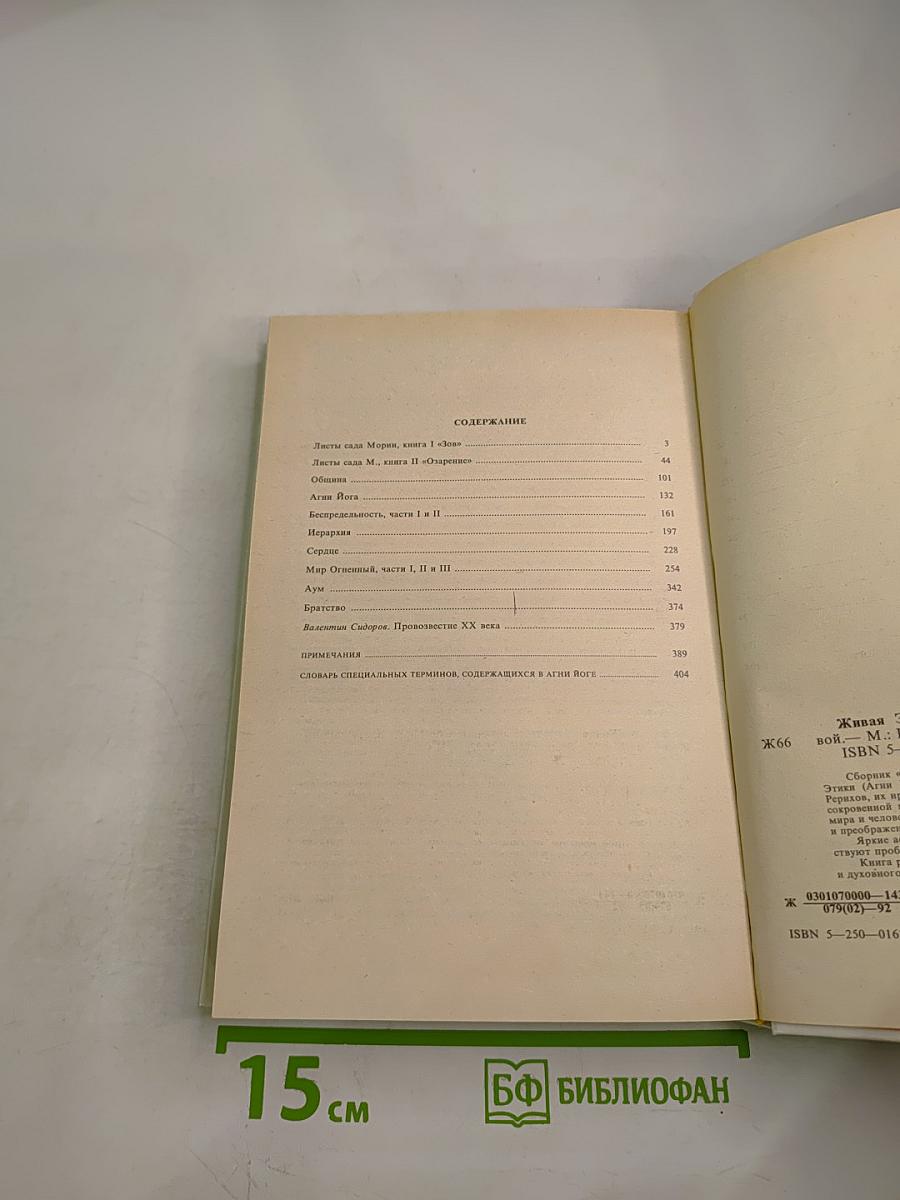 СОДЕРЖАНИЕ
Листы сада Мории, книга I «Зов» 3
Листы сада М., книга II «Озарение» 44
Община 101
Агни Йога 132
Беспредельность, части I и II 161
Иерархия 197
Сердце 228
Мир Огненный, части I, II и III 254
Аум 342
Братство 374
Валентин Сидоров. Провозвестие XX века 379
ПРИМЕЧАНИЯ 389
СЛОВАРЬ СПЕЦИАЛЬНЫХ ТЕРМИНОВ, СОДЕРЖАЩИХСЯ В АГНИ ЙОГЕ 404
Живая
Ж66 вой.— М.:
ISBN 5—
Сборник
Этики (Агни
Рерихов, их
сокровенной
мира и
и
Яркие
ствуют
Книга
и духовного
Ж 0301070000—143
079(02)—92
ISBN 5—250—016
15 см
БФ БИБЛИОФАН